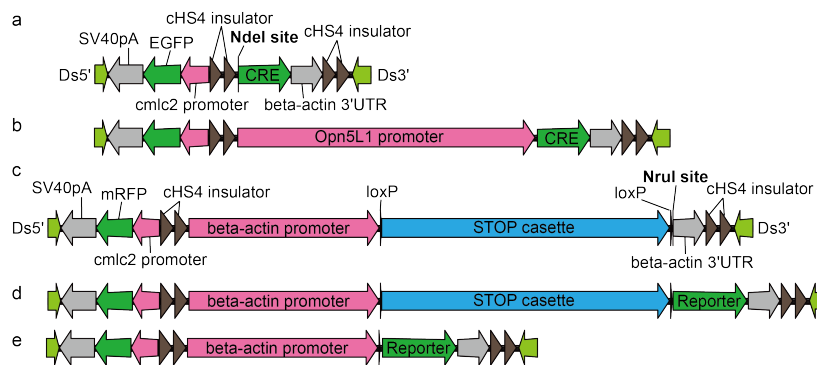 a
cHS4 insulator
SV40pA
EGFP
NdeI site
cHS4 insulator
Ds5'
CRE
Ds3'
cmlc2 promoter
beta-actin 3'UTR
b
Opn5L1 promoter
CRE
c
SV40pA
mRFP
cHS4 insulator
loxP
loxP
NruI site
cHS4 insulator
Ds5'
beta-actin promoter
STOP casette
Ds3'
cmlc2 promoter
beta-actin 3'UTR
d
beta-actin promoter
STOP casette
Reporter
e
beta-actin promoter
Reporter